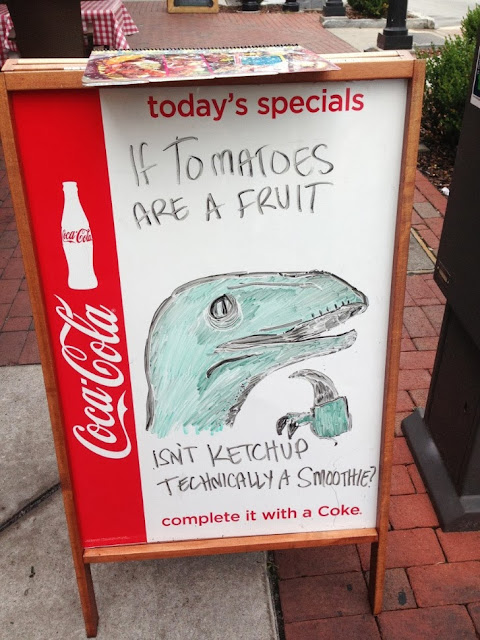 today's specials
IF TOMATOES
ARE A FRUIT
Coca-Cola
Coca-Cola
ISN'T KETCHUP
TECHNICALLY A SMOOTHIE?
complete it with a Coke.